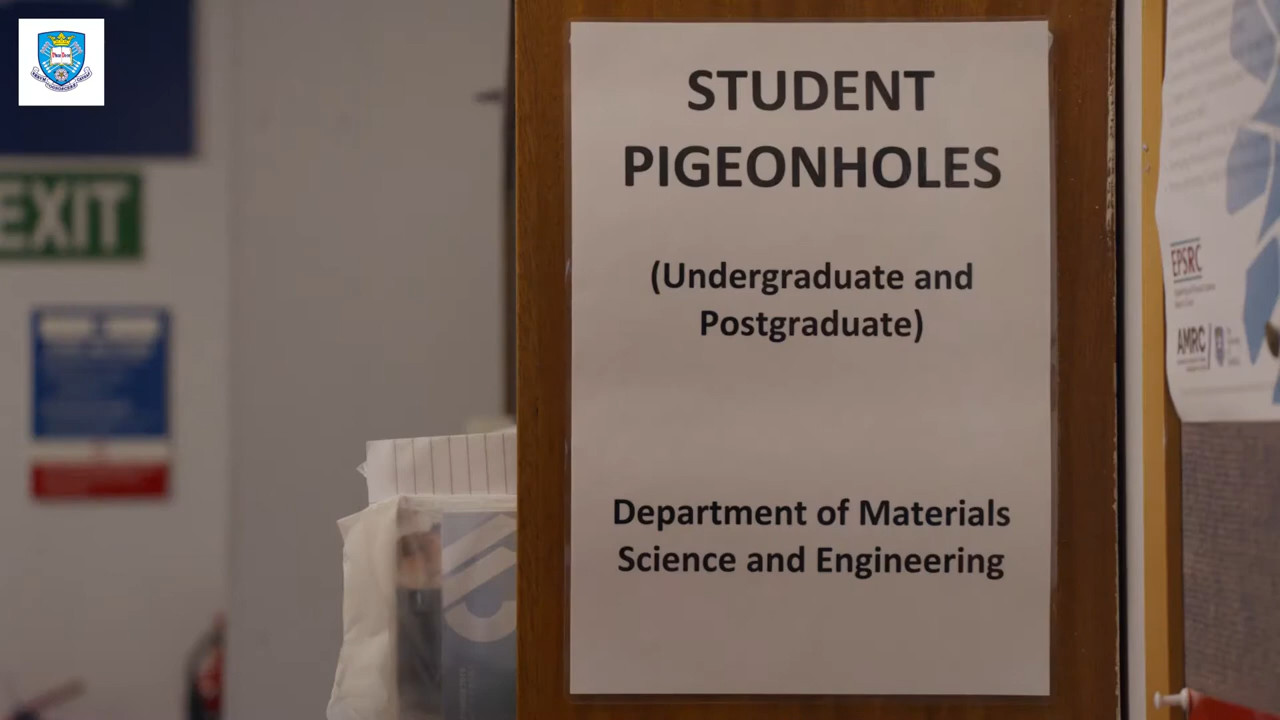 STUDENT
PIGEONHOLES
(Undergraduate and
Postgraduate)
Department of Materials
Science and Engineering
EXIT
EPSRC
AMRC